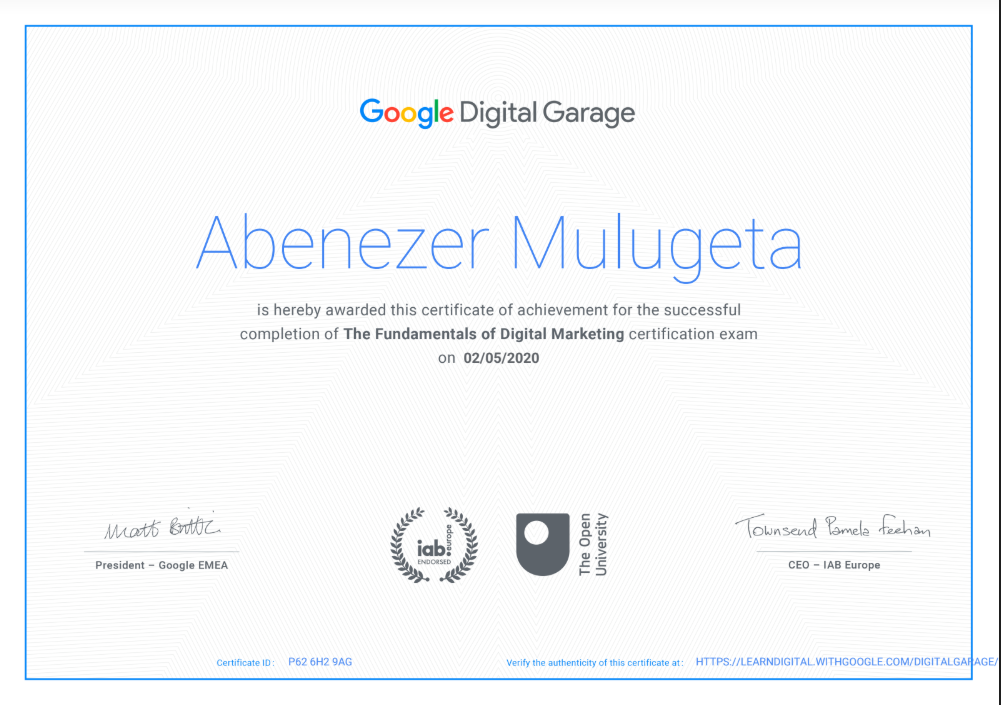 Google Digital Garage
Abenezer Mulugeta
is hereby awarded this certificate of achievement for the successful
completion of The Fundamentals of Digital Marketing certification exam
on 02/05/2020
Matt Brittin
President – Google EMEA
iab europe
ENDORSED
The Open
University
Townsend Pamela Feehan
CEO – IAB Europe
Certificate ID : P62 6H2 9AG
Verify the authenticity of this certificate at : HTTPS://LEARNDIGITAL.WITHGOOGLE.COM/DIGITALGARAGE/